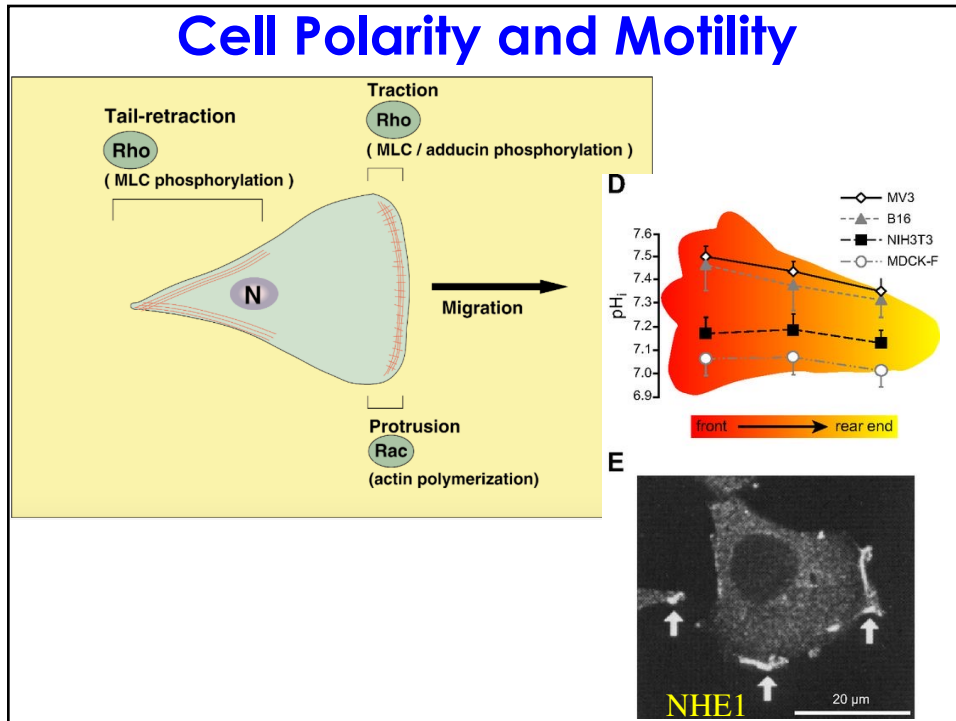 Cell Polarity and Motility
Tail-retraction
Rho
( MLC phosphorylation )
Traction
Rho
( MLC / adducin phosphorylation )
N
Migration
Protrusion
Rac
(actin polymerization)
D
MV3
B16
NIH3T3
MDCK-F
7.6
7.5
7.4
7.3
7.2
7.1
7.0
6.9
pHi
front
rear end
E
NHE1
20 µm